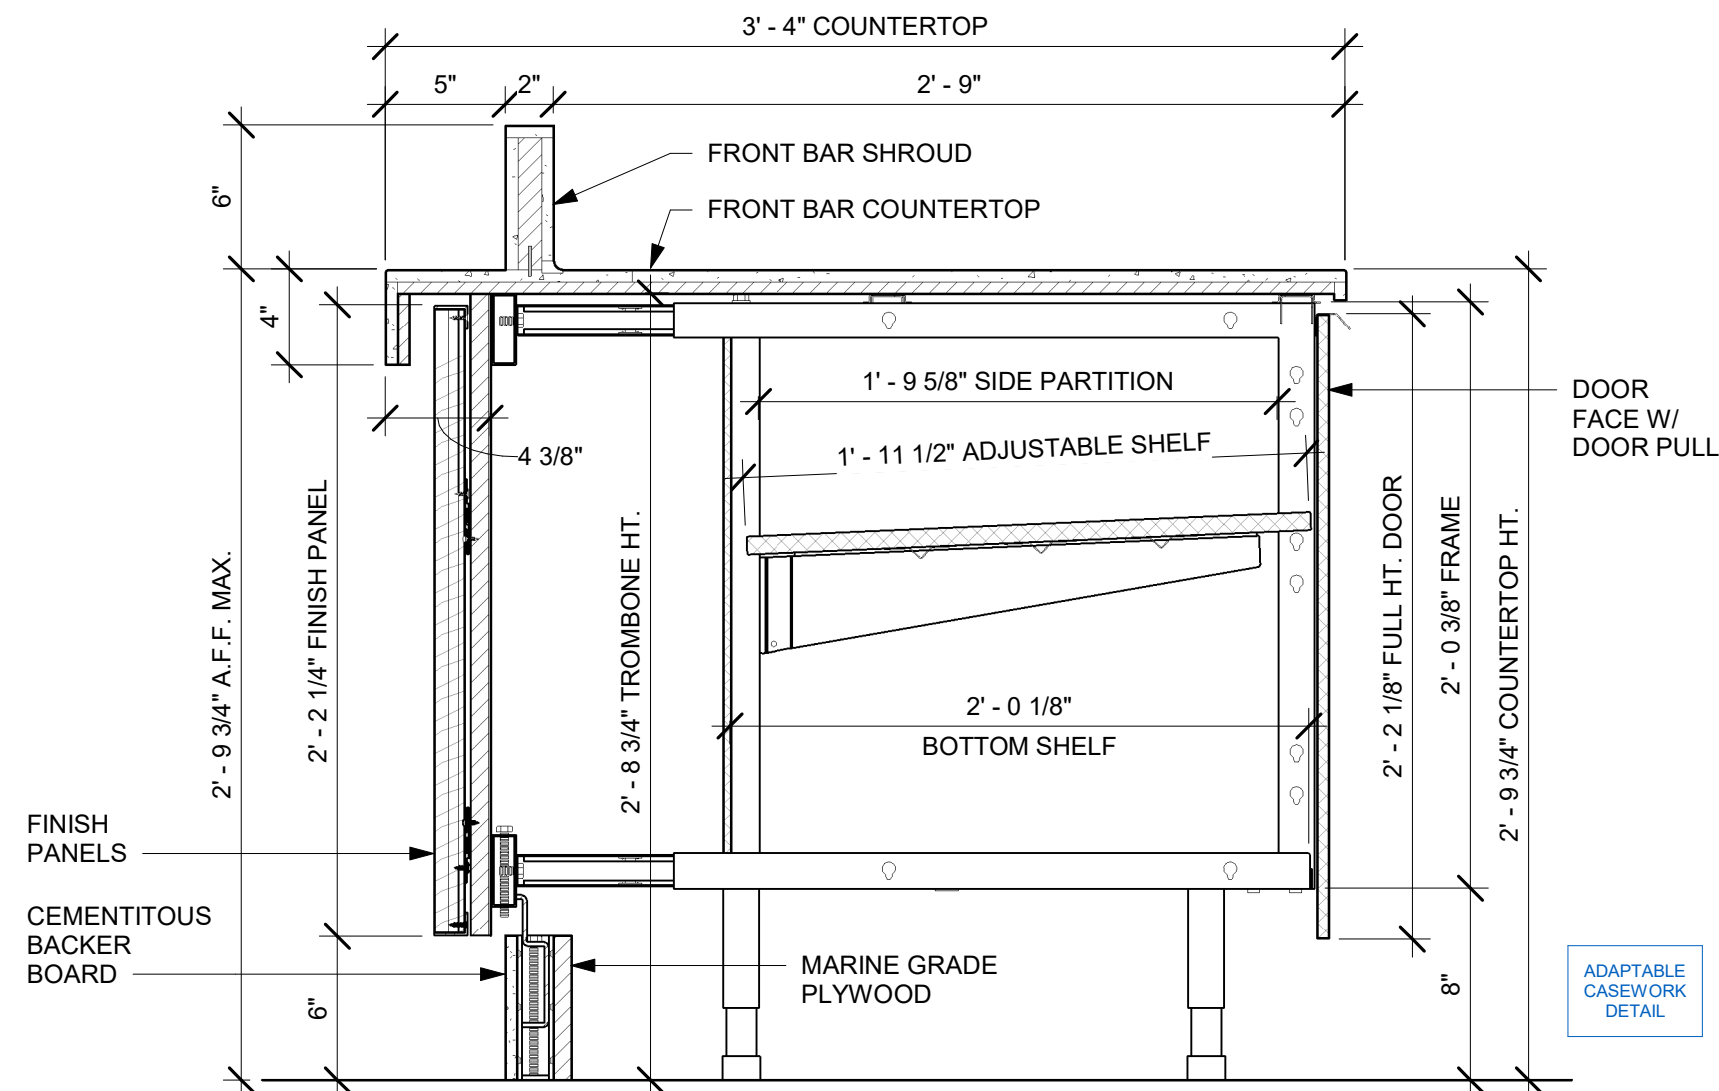 3' - 4" COUNTERTOP
5"
2"
2' - 9"
6"
FRONT BAR SHROUD
FRONT BAR COUNTERTOP
4"
1' - 9 5/8" SIDE PARTITION
1' - 11 1/2" ADJUSTABLE SHELF
4 3/8"
DOOR
FACE W/
DOOR PULL
2' - 9 3/4" A.F.F. MAX.
2' - 2 1/4" FINISH PANEL
2' - 8 3/4" TROMBONE HT.
2' - 0 1/8"
BOTTOM SHELF
2' - 2 1/8" FULL HT. DOOR
2' - 0 3/8" FRAME
2' - 9 3/4" COUNTERTOP HT.
FINISH
PANELS
CEMENTITOUS
BACKER
BOARD
MARINE GRADE
PLYWOOD
6"
8"
ADAPTABLE
CASEWORK
DETAIL